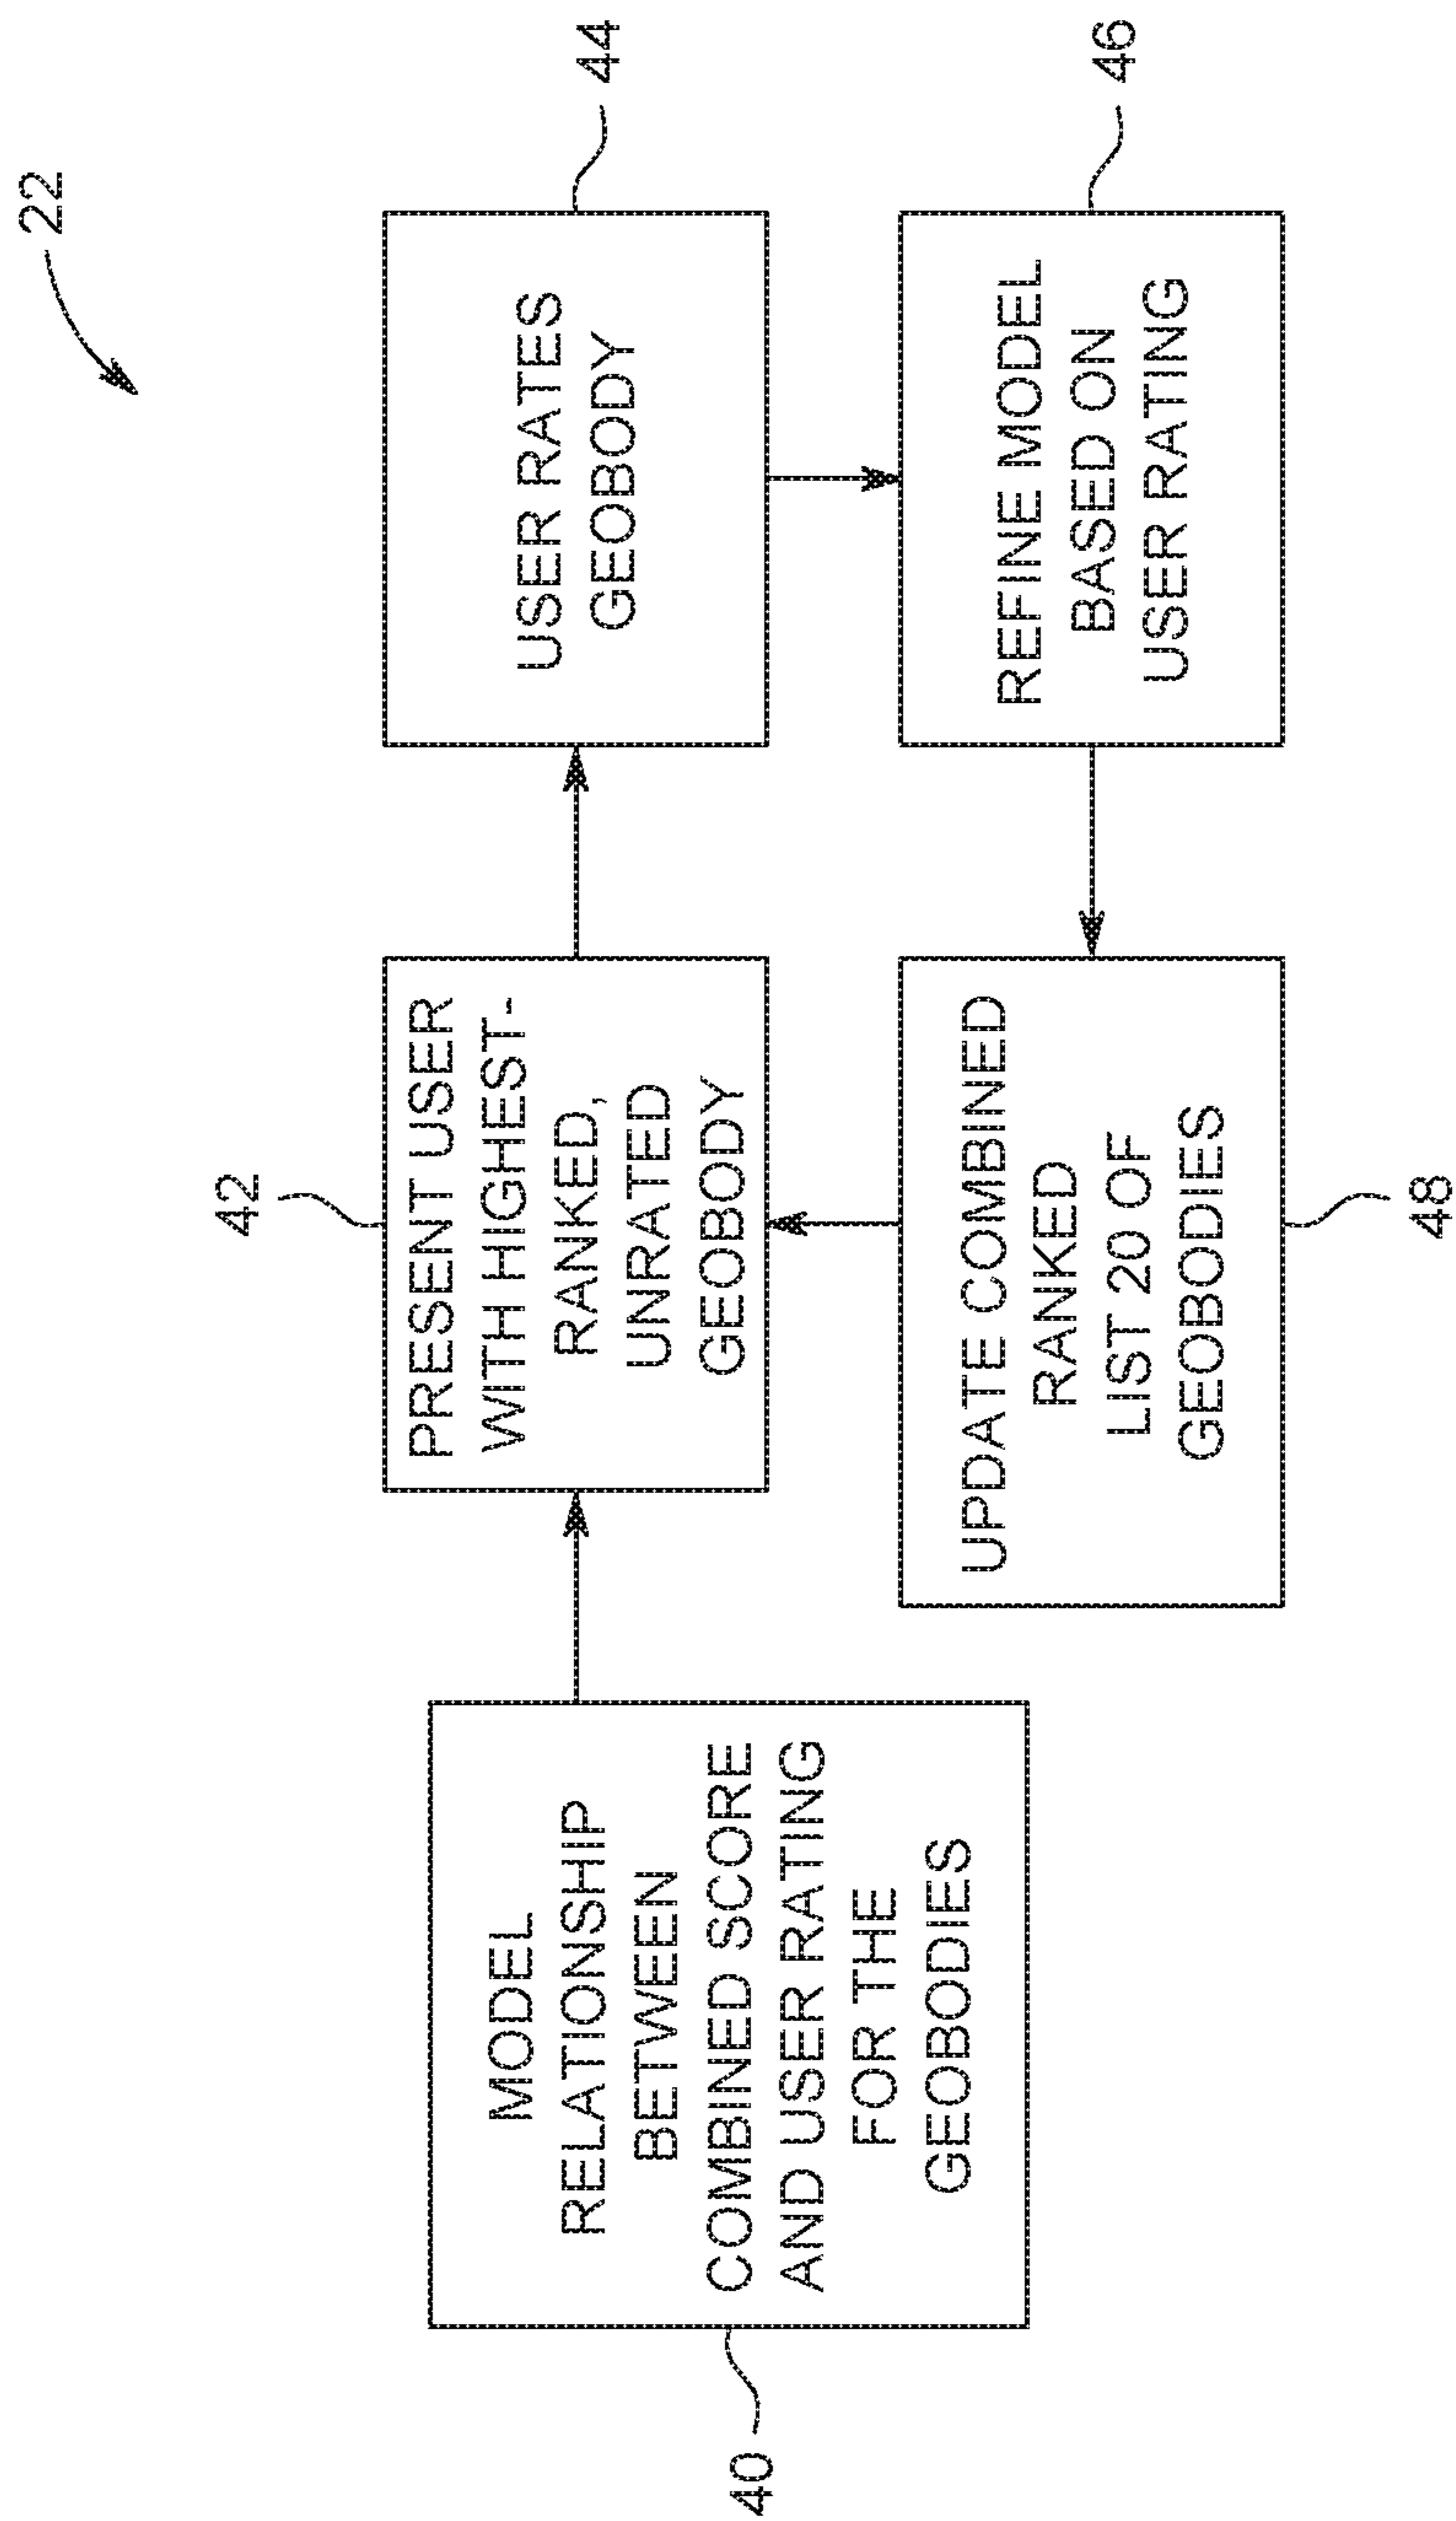 22
40
MODEL
RELATIONSHIP
BETWEEN
COMBINED SCORE
AND USER RATING
FOR THE
GEOBODIES
42
PRESENT USER
WITH HIGHEST-
RANKED,
UNRATED
GEOBODY
44
USER RATES
GEOBODY
46
REFINE MODEL
BASED ON
USER RATING
48
UPDATE COMBINED
RANKED
LIST 20 OF
GEOBODIES